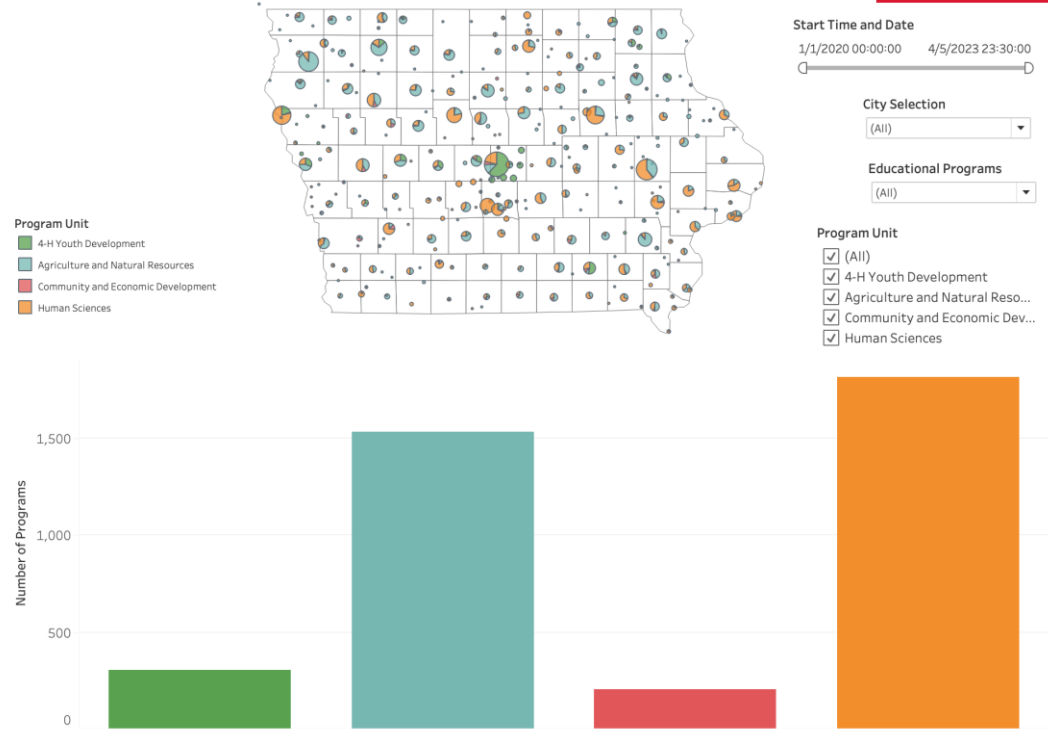 Start Time and Date
1/1/2020 00:00:00 4/5/2023 23:30:00
City Selection
(All)
Educational Programs
(All)
Program Unit
4-H Youth Development
Agriculture and Natural Resources
Community and Economic Development
Human Sciences
Program Unit
(All)
4-H Youth Development
Agriculture and Natural Reso...
Community and Economic Dev...
Human Sciences
Number of Programs
1,500
1,000
500
0